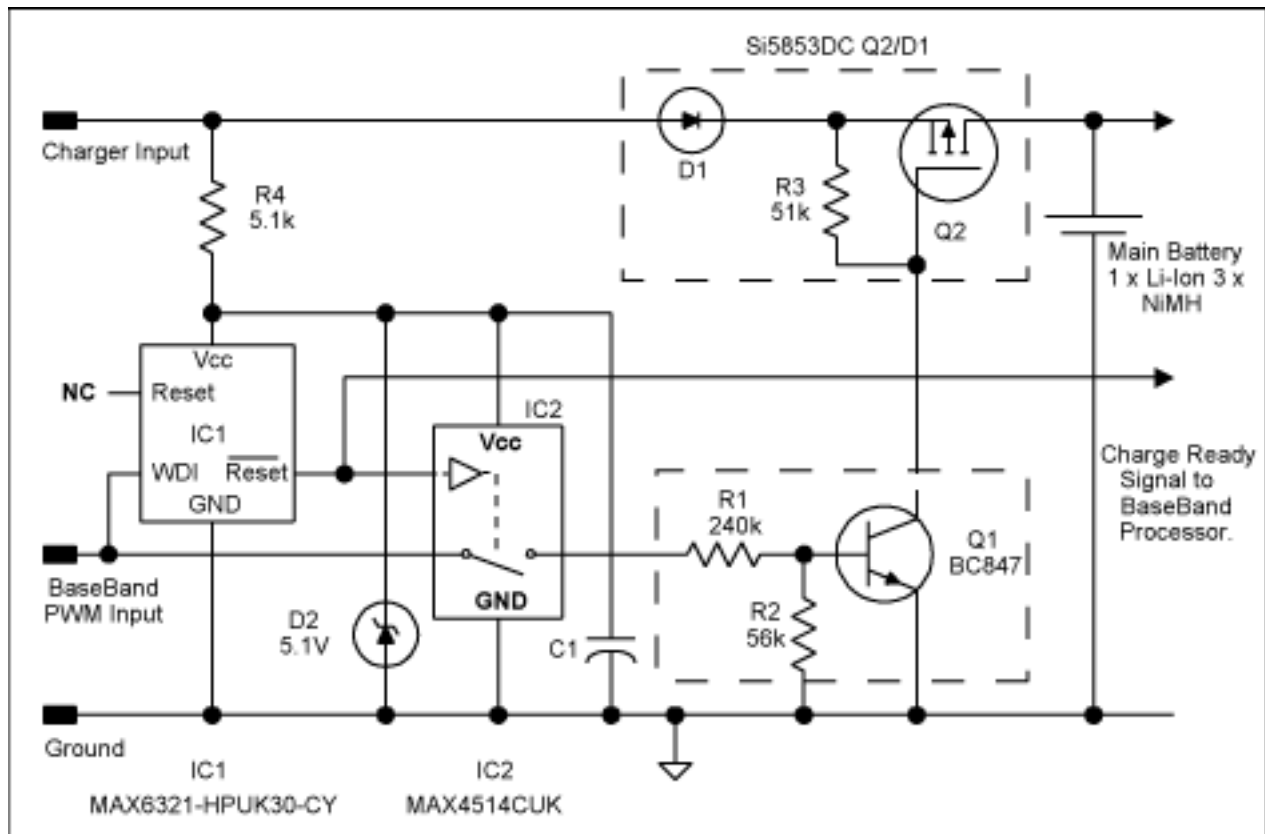 Si5853DC Q2/D1
Charger Input
D1
R4
5.1k
R3
51k
Q2
Main Battery
1 x Li-Ion 3 x
NiMH
Vcc
NC
Reset
IC1
WDI
Reset
GND
IC2
Vcc
GND
Charge Ready
Signal to
BaseBand
Processor.
R1
240k
Q1
BC847
BaseBand
PWM Input
D2
5.1V
C1
R2
56k
Ground
IC1
MAX6321-HPUK30-CY
IC2
MAX4514CUK